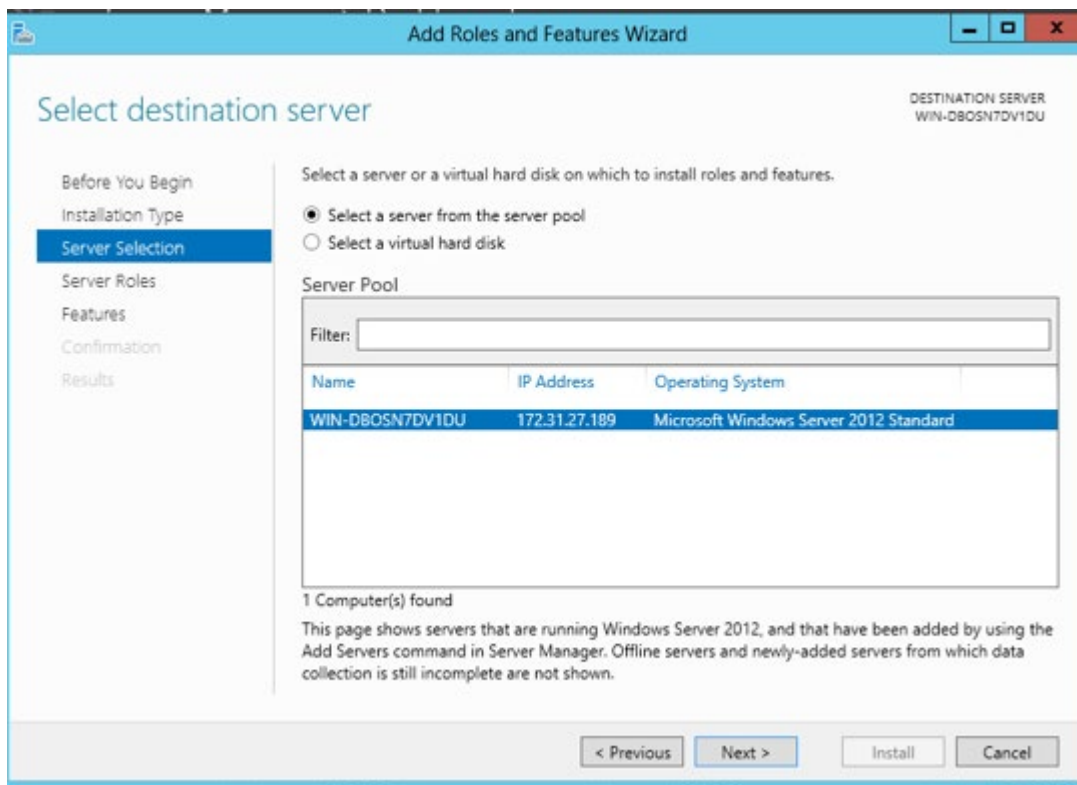 Add Roles and Features Wizard
Select destination server
DESTINATION SERVER
WIN-DBOSN7DV1DU
Before You Begin
Installation Type
Server Selection
Server Roles
Features
Confirmation
Results
Select a server or a virtual hard disk on which to install roles and features.
Select a server from the server pool
Select a virtual hard disk
Server Pool
Filter:
Name IP Address Operating System
WIN-DBOSN7DV1DU 172.31.27.189 Microsoft Windows Server 2012 Standard
1 Computer(s) found
This page shows servers that are running Windows Server 2012, and that have been added by using the
Add Servers command in Server Manager. Offline servers and newly-added servers from which data
collection is still incomplete are not shown.
< Previous Next > Install Cancel